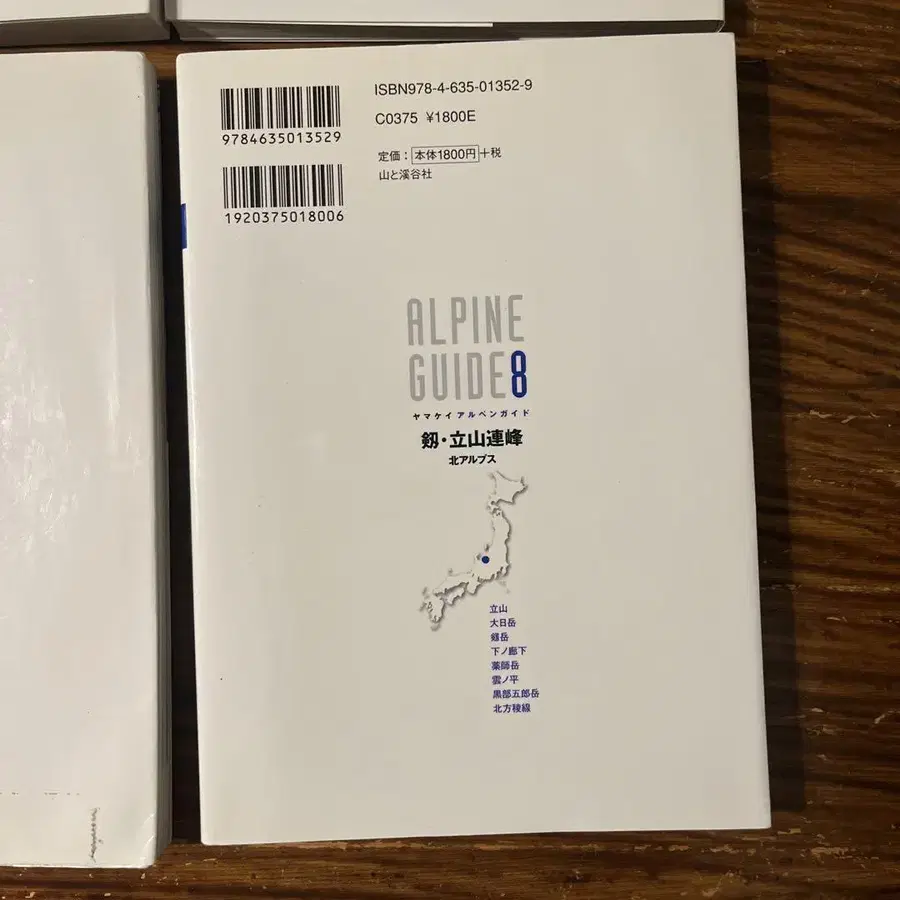 ISBN978-4-635-01352-9
C0375 ¥1800E
9784635013529
定価：本体1800円+税
山と溪谷社
1920375018006
ALPINE
GUIDE8
ヤマケイアルペンガイド
剱・立山連峰
北アルプス
立山
大日岳
剱岳
下ノ廊下
薬師岳
雲ノ平
黒部五郎岳
北方稜線